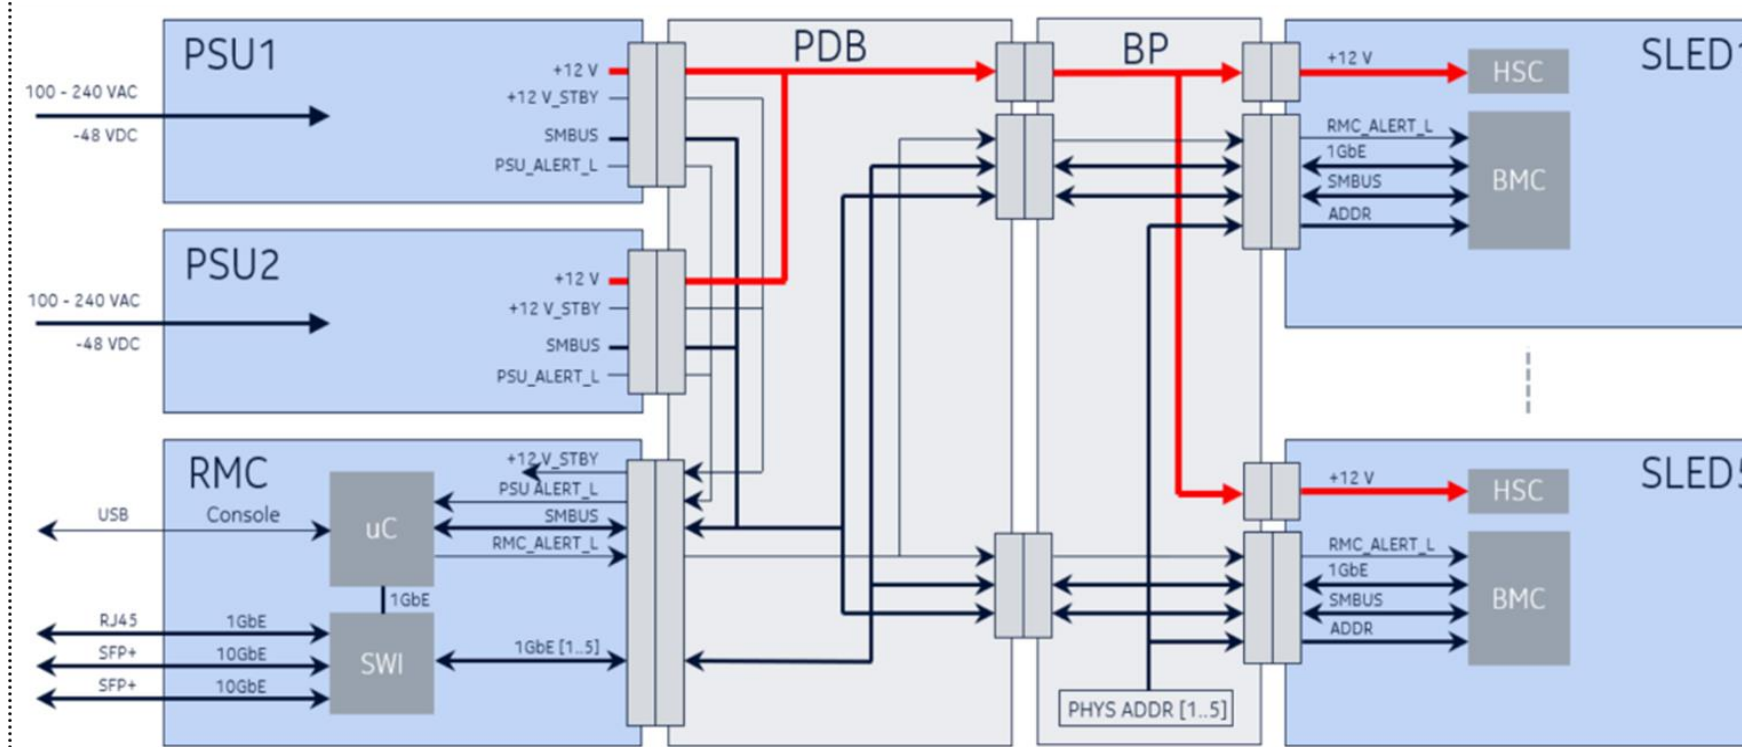 PSU1
100 - 240 VAC
-48 VDC
+12 V
+12 V_STBY
SMBUS
PSU_ALERT_L
PSU2
100 - 240 VAC
-48 VDC
+12 V
+12 V_STBY
SMBUS
PSU_ALERT_L
RMC
+12 V_STBY
PSU ALERT_L
SMBUS
RMC_ALERT_L
USB
Console
uC
1GbE
RJ45
1GbE
SFP+
10GbE
SFP+
10GbE
SWI
1GbE [1..5]
PDB
BP
PHYS ADDR [1..5]
SLED1
+12 V
HSC
RMC_ALERT_L
1GbE
SMBUS
ADDR
BMC
SLED5
+12 V
HSC
RMC_ALERT_L
1GbE
SMBUS
ADDR
BMC